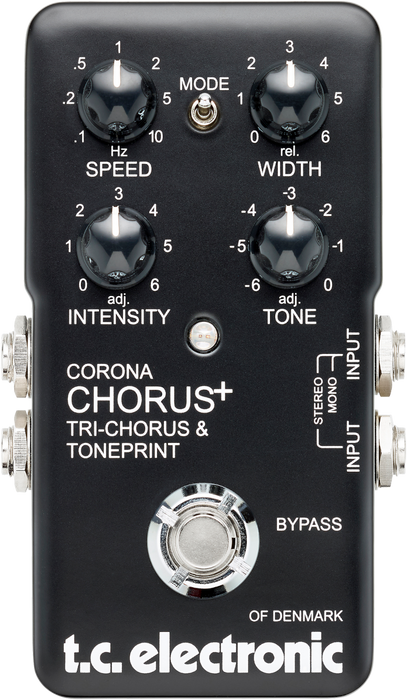 .1 .2 .5 1 2 5 10
Hz
SPEED
MODE
0 1 2 3 4 5 6
rel.
WIDTH
0 1 2 3 4 5 6
adj.
INTENSITY
-6 -5 -4 -3 -2 -1 0
adj.
TONE
CORONA
CHORUS+
TRI-CHORUS &
TONEPRINT
STEREO
MONO
INPUT
INPUT
BYPASS
OF DENMARK
t.c. electronic